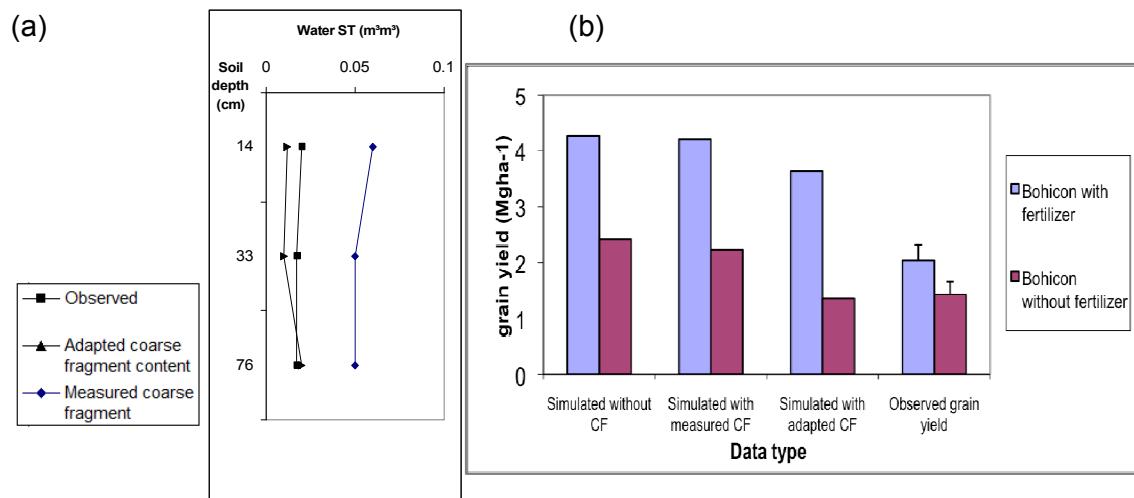 (a)
Water ST (m³m³)
Soil
depth
(cm)
0
0.05
0.1
14
33
76
Observed
Adapted coarse
fragment content
Measured coarse
fragment
(b)
grain yield (Mgha-1)
5
4
3
2
1
0
Simulated without
CF
Simulated with
measured CF
Simulated with
adapted CF
Observed grain
yield
Data type
Bohicon with
fertilizer
Bohicon
without fertilizer